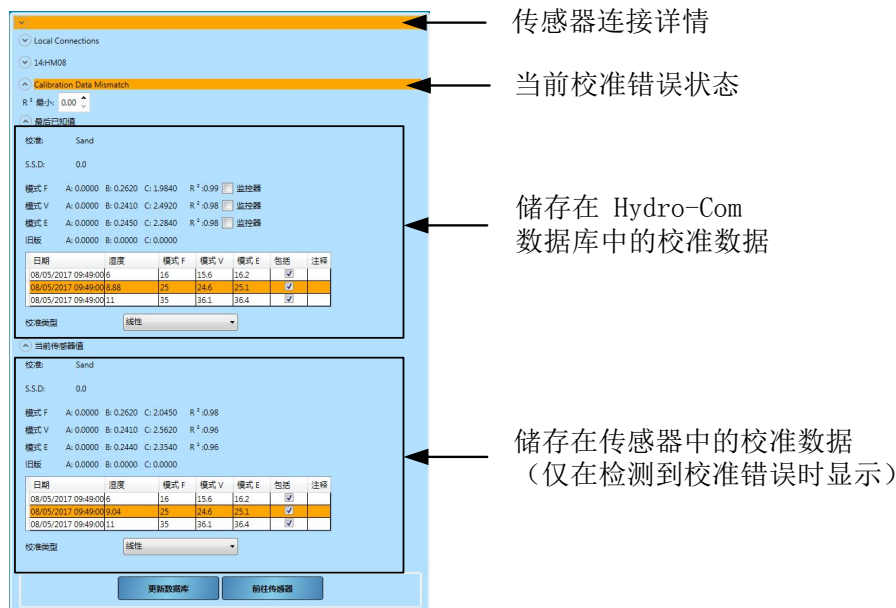 传感器连接详情
Local Connections
14:HM08
Calibration Data Mismatch
当前校准错误状态
R² 最小: 0.00
最后已知值
校准: Sand
S.S.D: 0.0
模式 F A: 0.0000 B: 0.2620 C: 1.9840 R² :0.99 监控器
模式 V A: 0.0000 B: 0.2410 C: 2.4920 R² :0.98 监控器
模式 E A: 0.0000 B: 0.2450 C: 2.2840 R² :0.98 监控器
旧版 A: 0.0000 B: 0.0000 C: 0.0000
储存在 Hydro-Com
数据库中的校准数据
日期 湿度 模式 F 模式 V 模式 E 包括 注释
08/05/2017 09:49:00 6 16 15.6 16.2
08/05/2017 09:49:00 8.88 25 24.6 25.1
08/05/2017 09:49:00 11 35 36.1 36.4
校准类型 线性
当前传感器值
校准: Sand
S.S.D: 0.0
模式 F A: 0.0000 B: 0.2620 C: 2.0450 R² :0.98
模式 V A: 0.0000 B: 0.2410 C: 2.5620 R² :0.96
模式 E A: 0.0000 B: 0.2440 C: 2.3540 R² :0.96
旧版 A: 0.0000 B: 0.0000 C: 0.0000
储存在传感器中的校准数据
（仅在检测到校准错误时显示）
日期 湿度 模式 F 模式 V 模式 E 包括 注释
08/05/2017 09:49:00 6 16 15.6 16.2
08/05/2017 09:49:00 9.04 25 24.6 25.1
08/05/2017 09:49:00 11 35 36.1 36.4
校准类型 线性
更新数据库 前往传感器